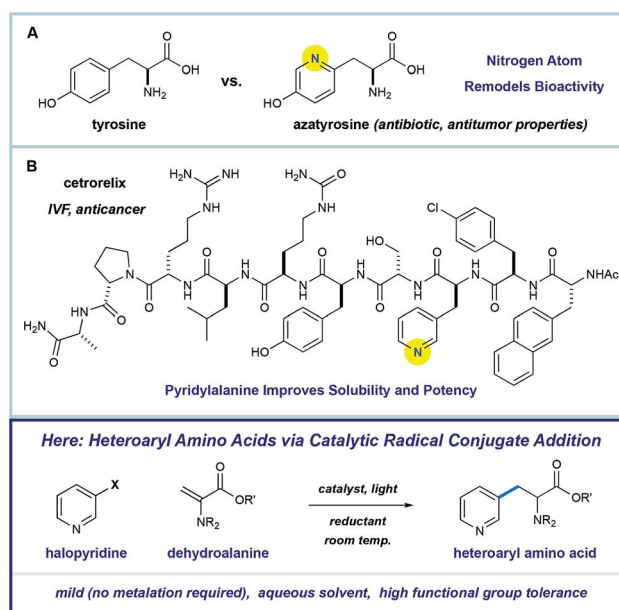 A
N
O
OH
NH2
HO
tyrosine
vs.
N
O
OH
NH2
HO
azatyrosine (antibiotic, antitumor properties)
Nitrogen Atom
Remodels Bioactivity
B
cetrorelix
IVF, anticancer
H2N
NH
NH
H2N
O
NH
Cl
HO
N
O
H
N
O
H
N
O
H
N
O
H
N
O
H
N
O
H
N
O
H
N
O
NHAc
NH
O
H2N
O
HO
N
Pyridylalanine Improves Solubility and Potency
Here: Heteroaryl Amino Acids via Catalytic Radical Conjugate Addition
X
N
halopyridine
O
OR'
NR2
dehydroalanine
catalyst, light
reductant
room temp.
O
OR'
NR2
N
heteroaryl amino acid
mild (no metalation required), aqueous solvent, high functional group tolerance